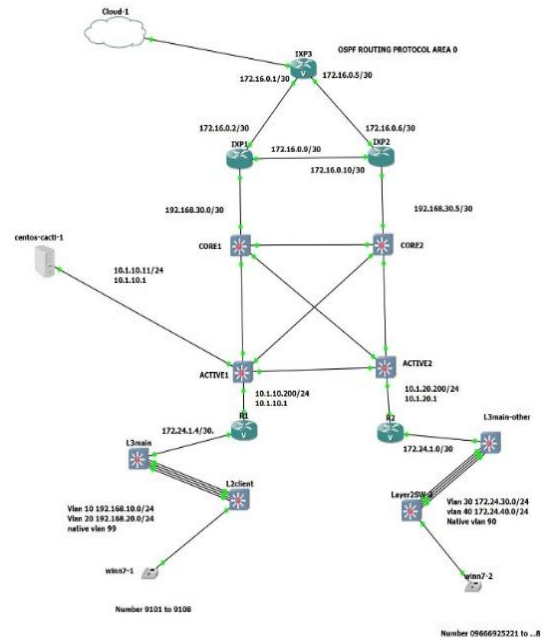 Cloud-1
IXP3
OSPF ROUTING PROTOCOL AREA 0
172.16.0.1/30
172.16.0.5/30
172.16.0.2/30
172.16.0.6/30
IXP1
172.16.0.9/30
IXP2
172.16.0.10/30
192.168.30.0/30
192.168.30.5/30
centos-cacti-1
CORE1
CORE2
10.1.10.11/24
10.1.10.1
ACTIVE1
ACTIVE2
10.1.10.200/24
10.1.10.1
10.1.20.200/24
10.1.20.1
R1
R2
L3main-other
172.24.1.4/30.
172.24.1.0/30
L3main
L2client
Layer2SW-2
Vlan 10 192.168.10.0/24
Vlan 20 192.168.20.0/24
native vlan 99
Vlan 30 172.24.30.0/24
vlan 40 172.24.40.0/24
Native vlan 90
winn7-1
winn7-2
Number 9101 to 9108
Number 09666925221 to ...8